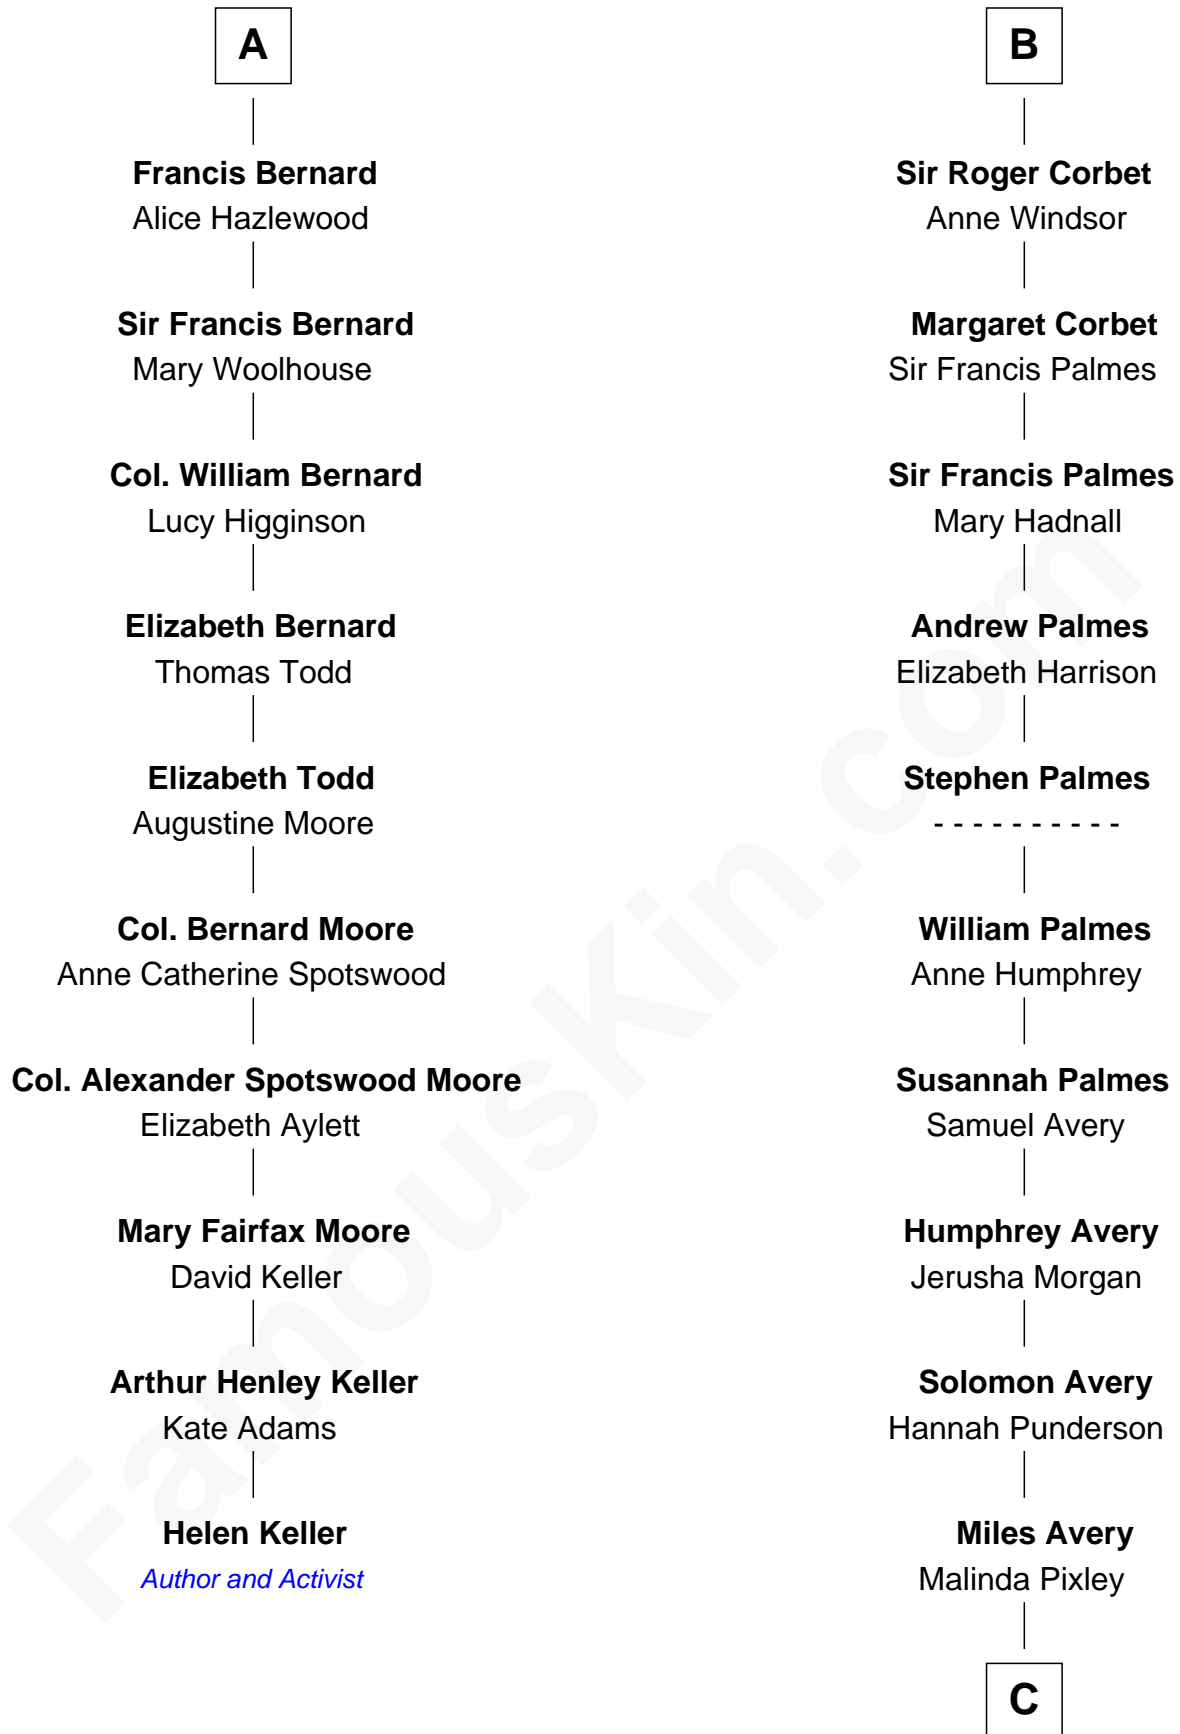 A
Francis Bernard
Alice Hazlewood
Sir Francis Bernard
Mary Woolhouse
Col. William Bernard
Lucy Higginson
Elizabeth Bernard
Thomas Todd
Elizabeth Todd
Augustine Moore
Col. Bernard Moore
Anne Catherine Spotswood
Col. Alexander Spotswood Moore
Elizabeth Aylett
Mary Fairfax Moore
David Keller
Arthur Henley Keller
Kate Adams
Helen Keller
Author and Activist
B
Sir Roger Corbet
Anne Windsor
Margaret Corbet
Sir Francis Palmes
Sir Francis Palmes
Mary Hadnall
Andrew Palmes
Elizabeth Harrison
Stephen Palmes
- - - - - - - - - -
William Palmes
Anne Humphrey
Susannah Palmes
Samuel Avery
Humphrey Avery
Jerusha Morgan
Solomon Avery
Hannah Punderson
Miles Avery
Malinda Pixley
C
FamousKin.com